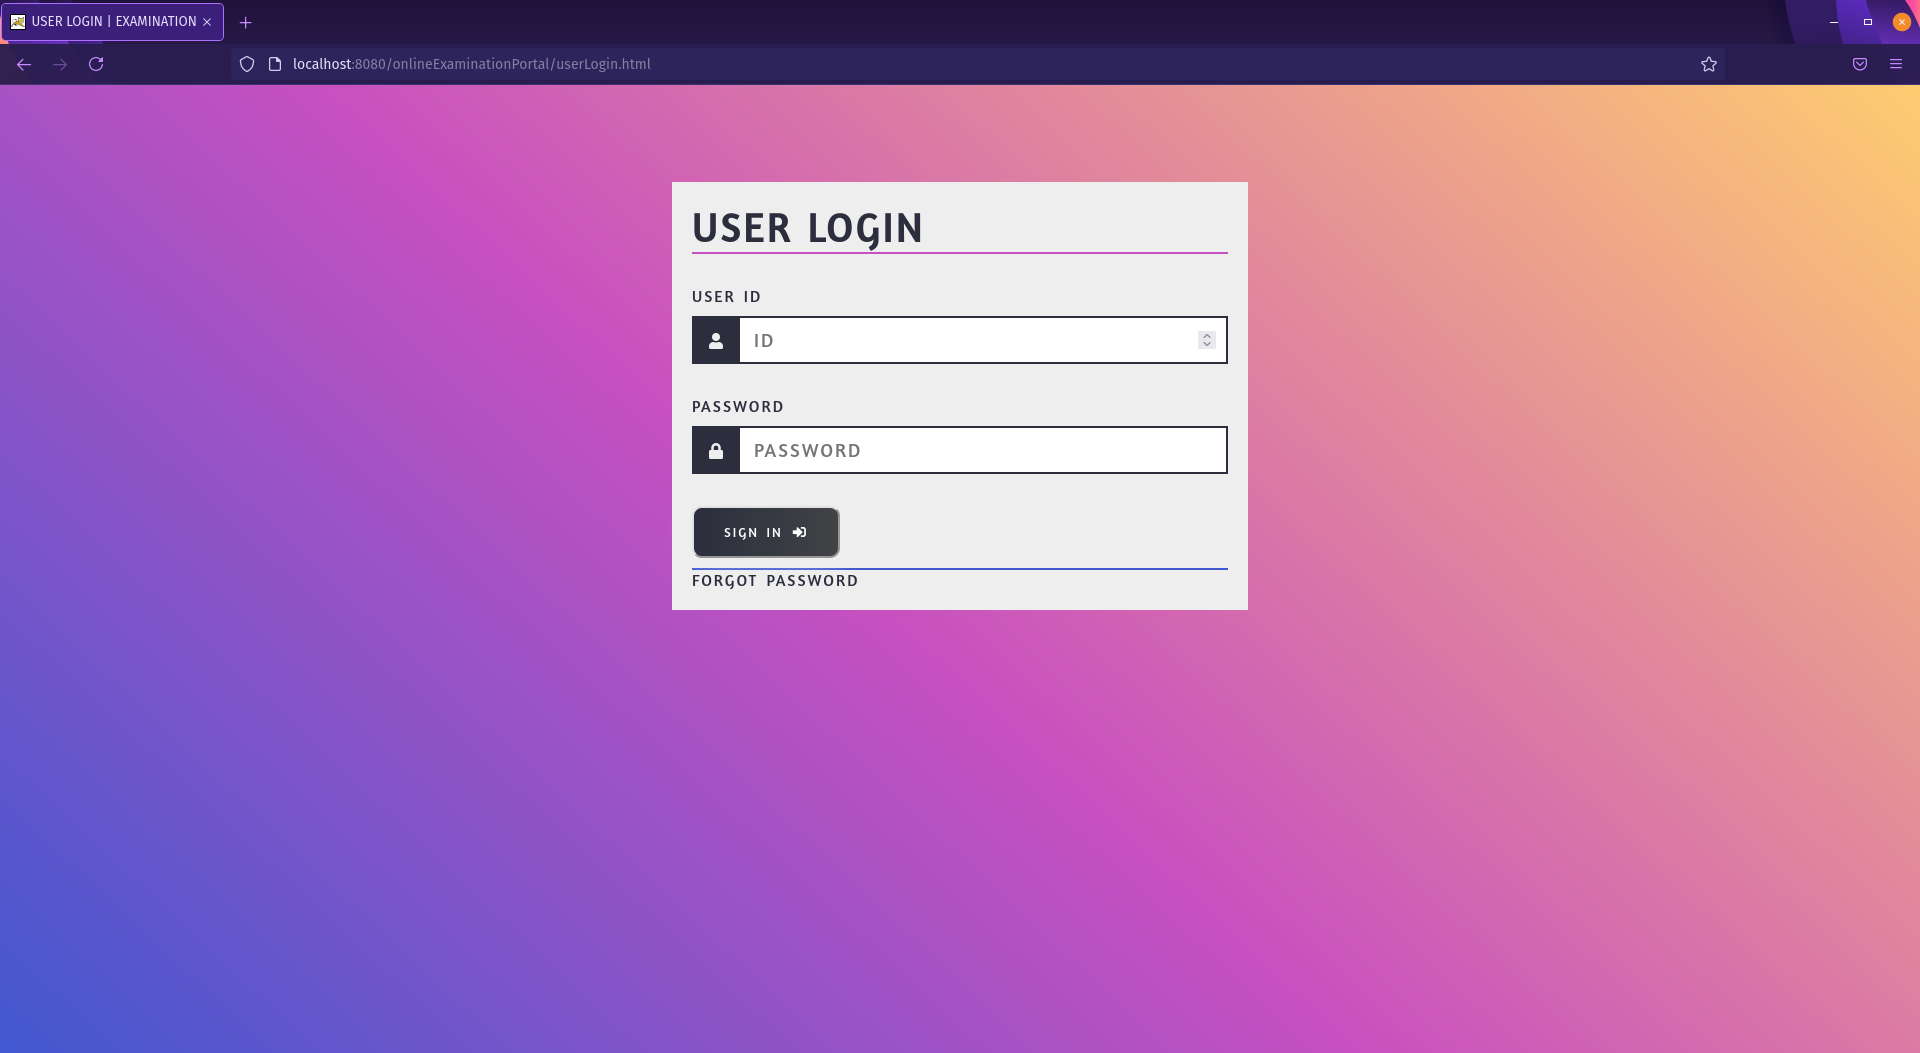 USER LOGIN | EXAMINATION
localhost:8080/onlineExaminationPortal/userLogin.html
USER LOGIN
USER ID
ID
PASSWORD
PASSWORD
SIGN IN
FORGOT PASSWORD